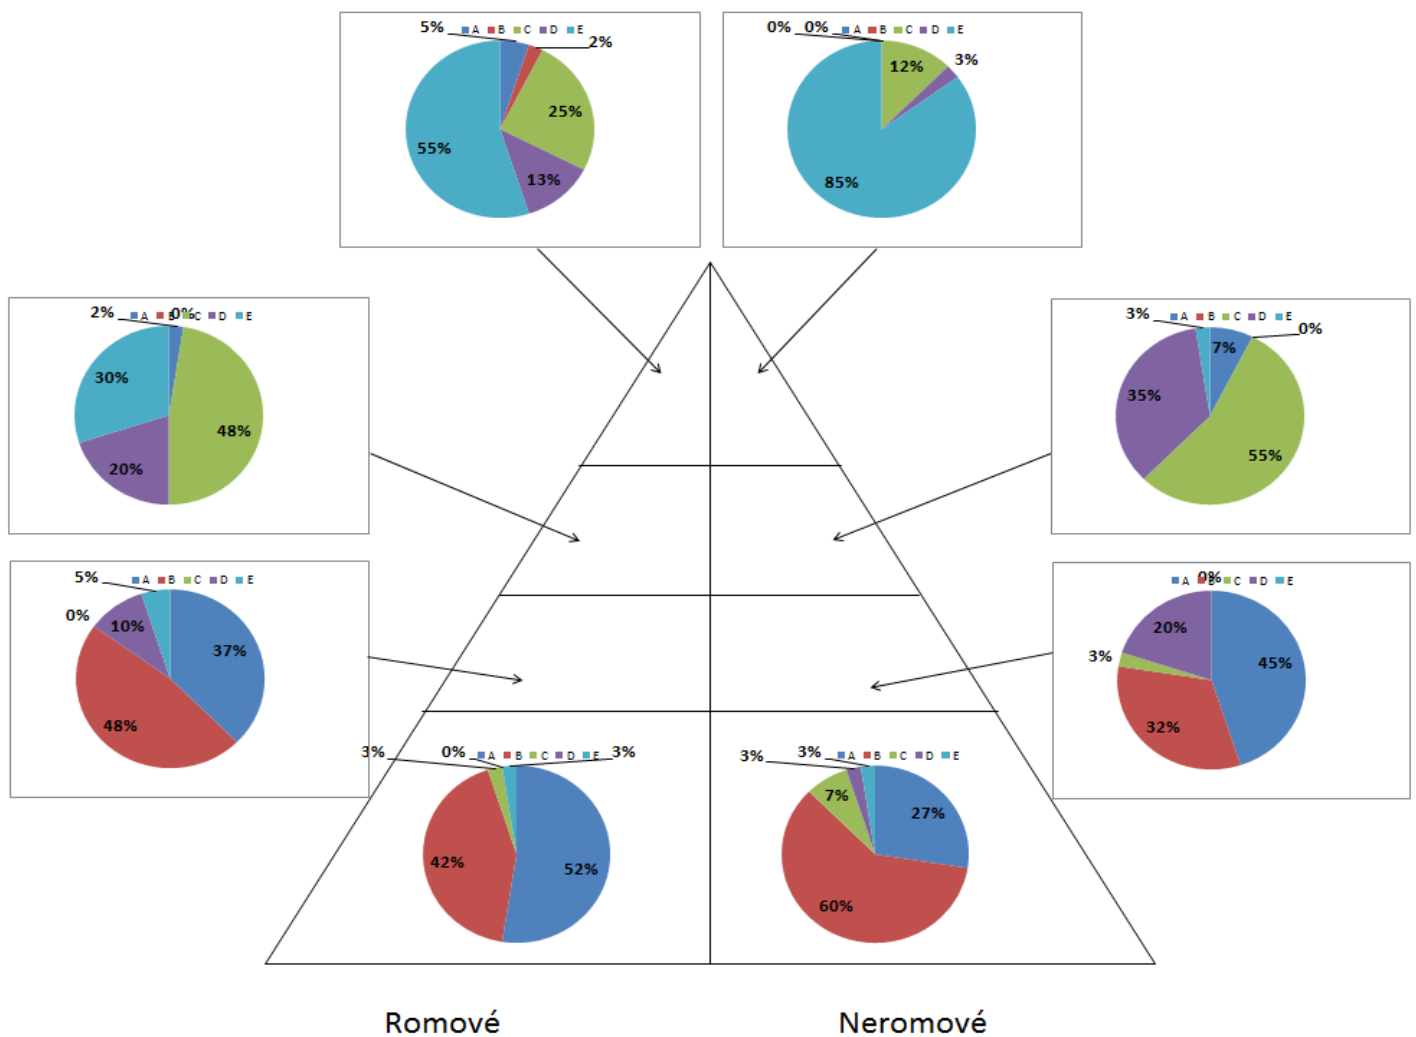 5% A B C D E
2%
25%
55%
13%
0% 0% A B C D E
12% 3%
85%
2% A B 0% C D E
30%
48%
20%
3% A B C D E
7% 0%
35%
55%
5% A B C D E
0% 10%
37%
48%
A B 0% C D E
20%
3% 45%
32%
3% 0% A B C D E 3%
42% 52%
3% 3% A B C D E
7% 27%
60%
Romové Neromové